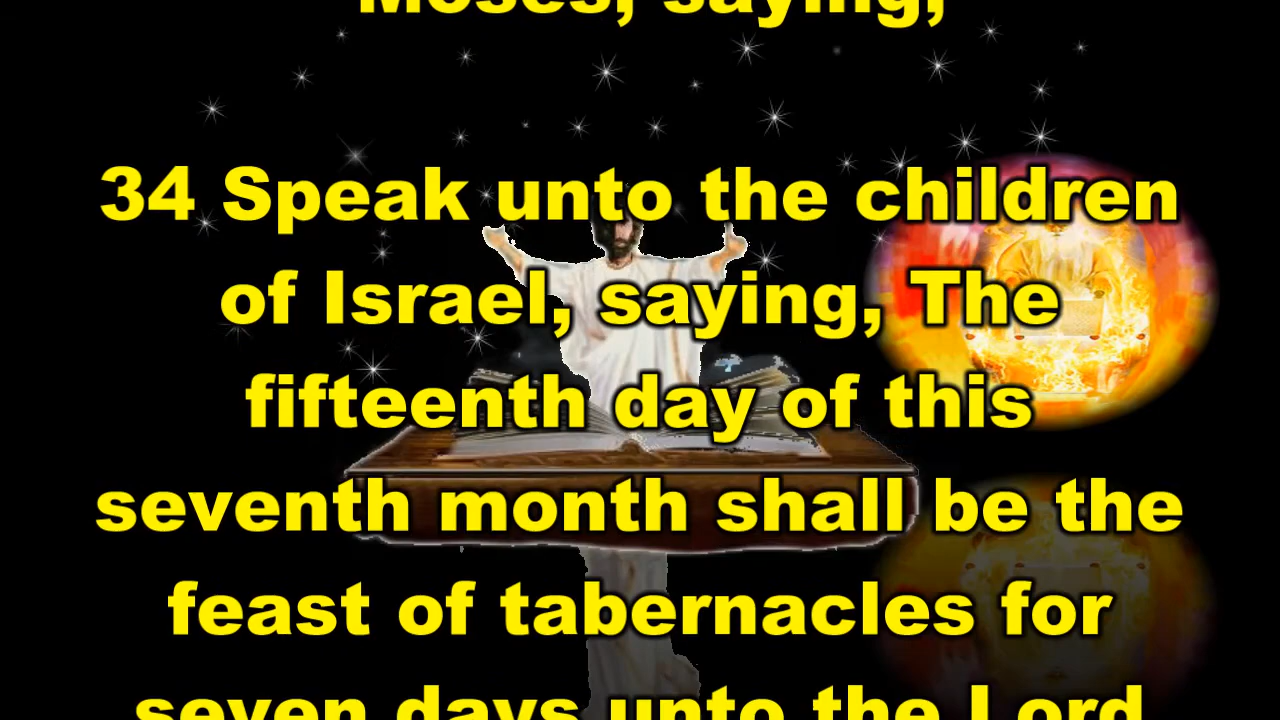 Moses, saying,
34 Speak unto the children
of Israel, saying, The
fifteenth day of this
seventh month shall be the
feast of tabernacles for
seven days unto the Lord